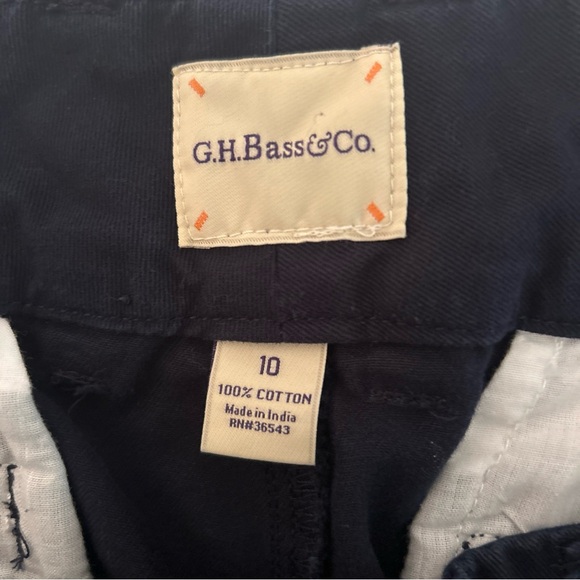 G.H.Bass&Co.
10
100% COTTON
Made in India
RN#36543